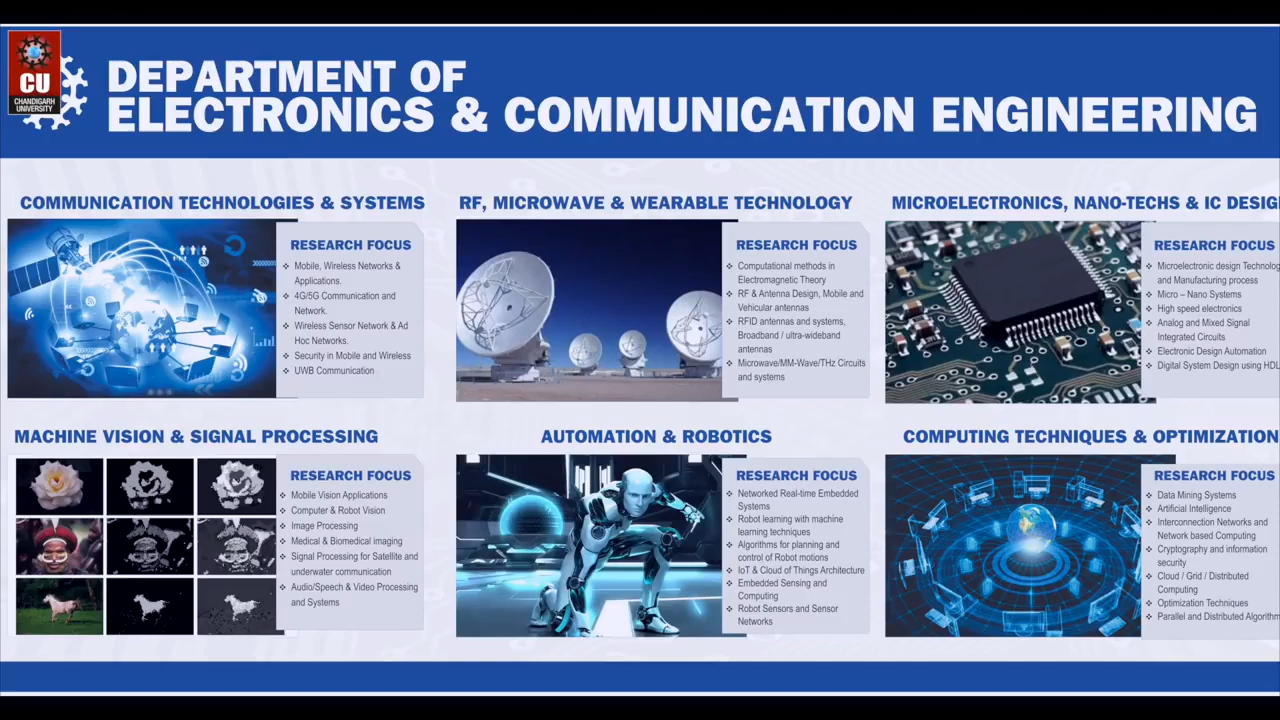 CU
CHANDIGARH
UNIVERSITY
DEPARTMENT OF
ELECTRONICS & COMMUNICATION ENGINEERING
COMMUNICATION TECHNOLOGIES & SYSTEMS
RESEARCH FOCUS
❖ Mobile, Wireless Networks &
Applications.
❖ 4G/5G Communication and
Network.
❖ Wireless Sensor Network & Ad
Hoc Networks.
❖ Security in Mobile and Wireless
❖ UWB Communication
RF, MICROWAVE & WEARABLE TECHNOLOGY
RESEARCH FOCUS
❖ Computational methods in
Electromagnetic Theory
❖ RF & Antenna Design, Mobile and
Vehicular antennas
❖ RFID antennas and systems,
Broadband / ultra-wideband
antennas
❖ Microwave/MM-Wave/THz Circuits
and systems
MICROELECTRONICS, NANO-TECHS & IC DESIG
RESEARCH FOCUS
❖ Microelectronic design Technolog
and Manufacturing process
❖ Micro – Nano Systems
❖ High speed electronics
❖ Analog and Mixed Signal
Integrated Circuits
❖ Electronic Design Automation
❖ Digital System Design using HDL
MACHINE VISION & SIGNAL PROCESSING
RESEARCH FOCUS
❖ Mobile Vision Applications
❖ Computer & Robot Vision
❖ Image Processing
❖ Medical & Biomedical imaging
❖ Signal Processing for Satellite and
underwater communication
❖ Audio/Speech & Video Processing
and Systems
AUTOMATION & ROBOTICS
RESEARCH FOCUS
❖ Networked Real-time Embedded
Systems
❖ Robot learning with machine
learning techniques
❖ Algorithms for planning and
control of Robot motions
❖ IoT & Cloud of Things Architecture
❖ Embedded Sensing and
Computing
❖ Robot Sensors and Sensor
Networks
COMPUTING TECHNIQUES & OPTIMIZATION
RESEARCH FOCUS
❖ Data Mining Systems
❖ Artificial Intelligence
❖ Interconnection Networks and
Network based Computing
❖ Cryptography and information
security
❖ Cloud / Grid / Distributed
Computing
❖ Optimization Techniques
❖ Parallel and Distributed Algorithm